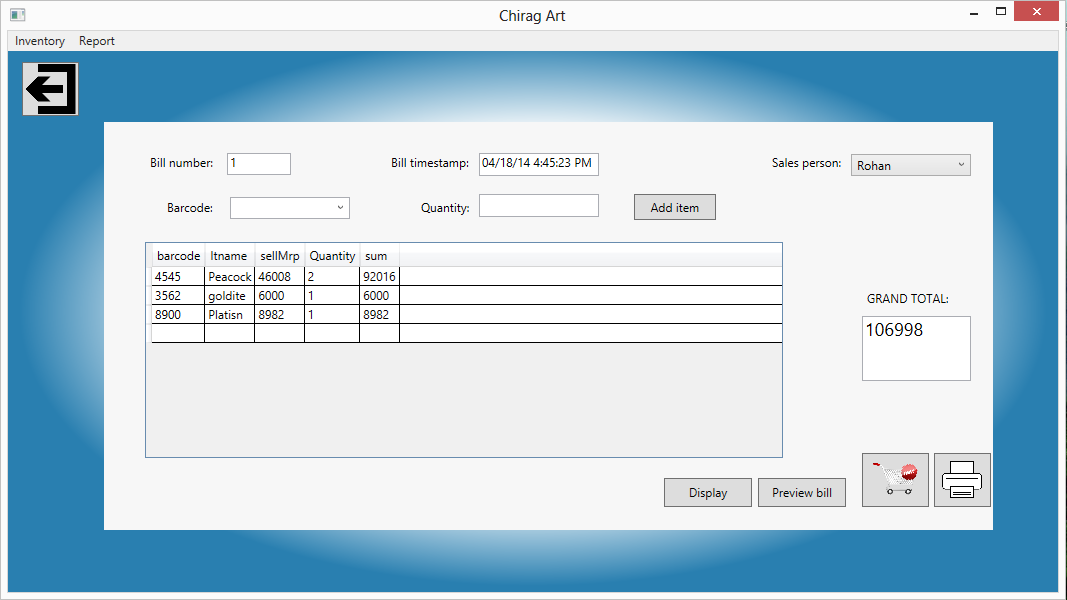 Chirag Art
Inventory Report
Bill number: 1 Bill timestamp: 04/18/14 4:45:23 PM Sales person: Rohan
Barcode: Quantity: Add item
barcode Itname sellMrp Quantity sum
4545 Peacock 46008 2 92016
3562 goldite 6000 1 6000
8900 Platisn 8982 1 8982
GRAND TOTAL:
106998
Display Preview bill